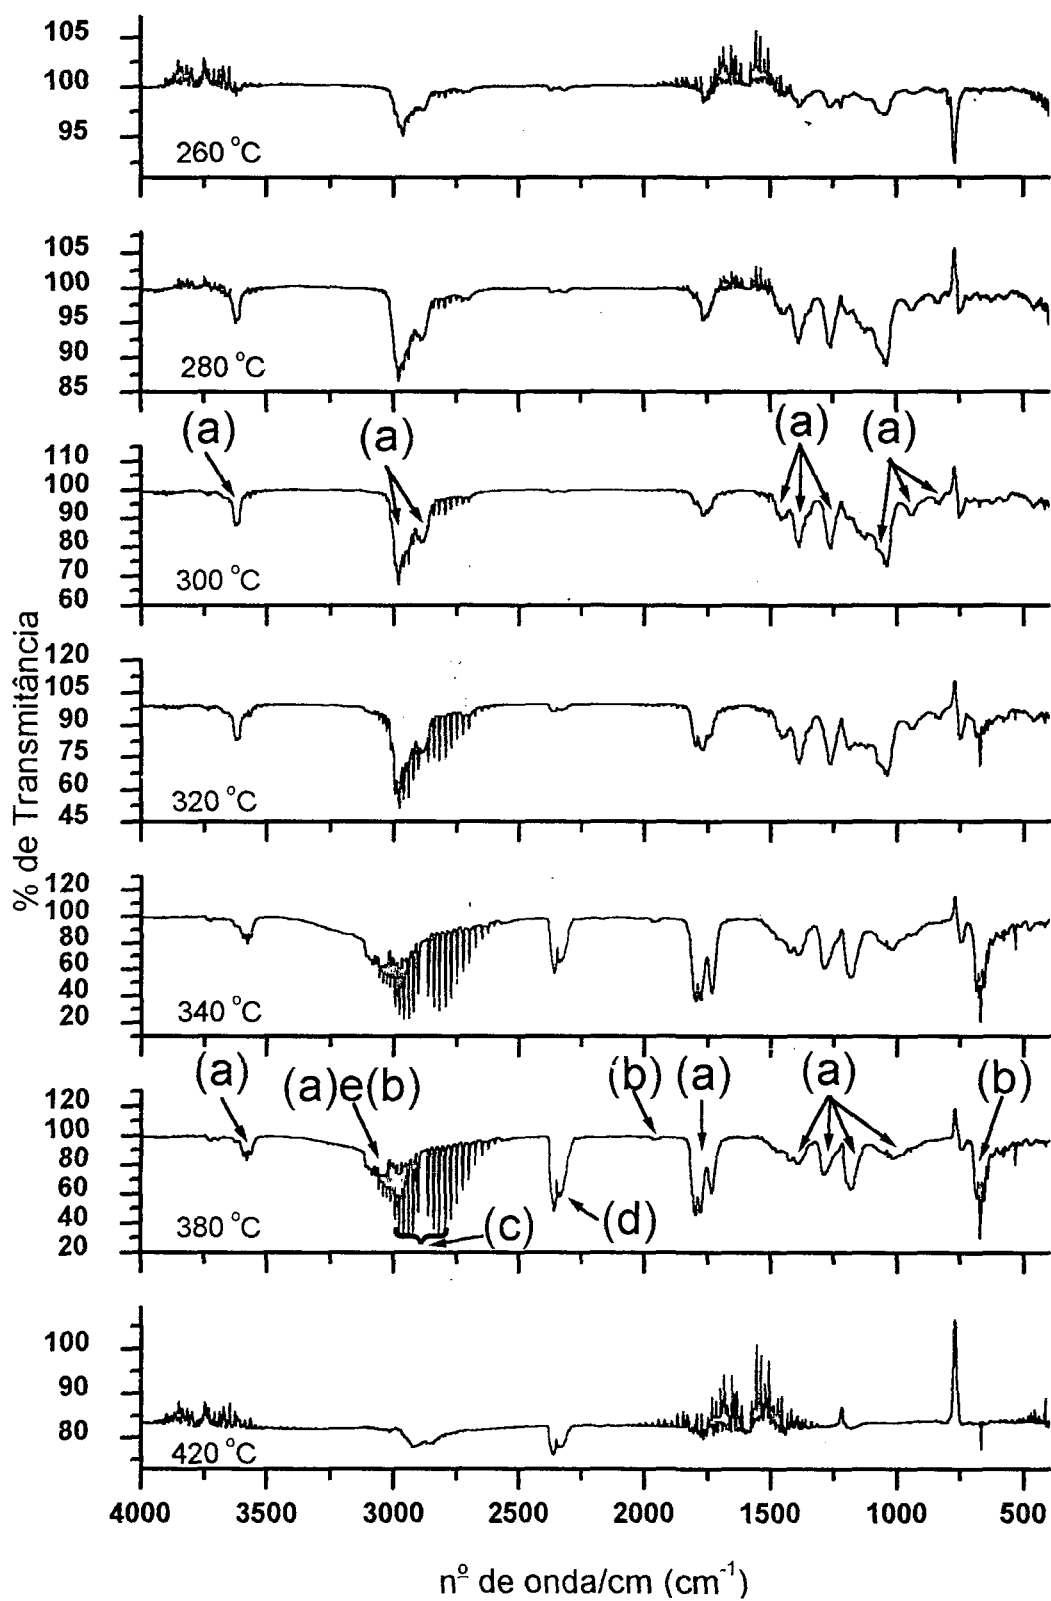 105
100
95
260 °C
105
100
95
90
85
280 °C
(a) (a) (a) (a)
110
100
90
80
70
60
300 °C
120
105
90
75
60
45
320 °C
% de Transmitância
120
100
80
60
40
20
340 °C
(a) (a)e(b) (b) (a) (a) (b)
120
100
80
60
40
20
380 °C
(c) (d)
100
90
80
420 °C
4000 3500 3000 2500 2000 1500 1000 500
nº de onda/cm (cm⁻¹)